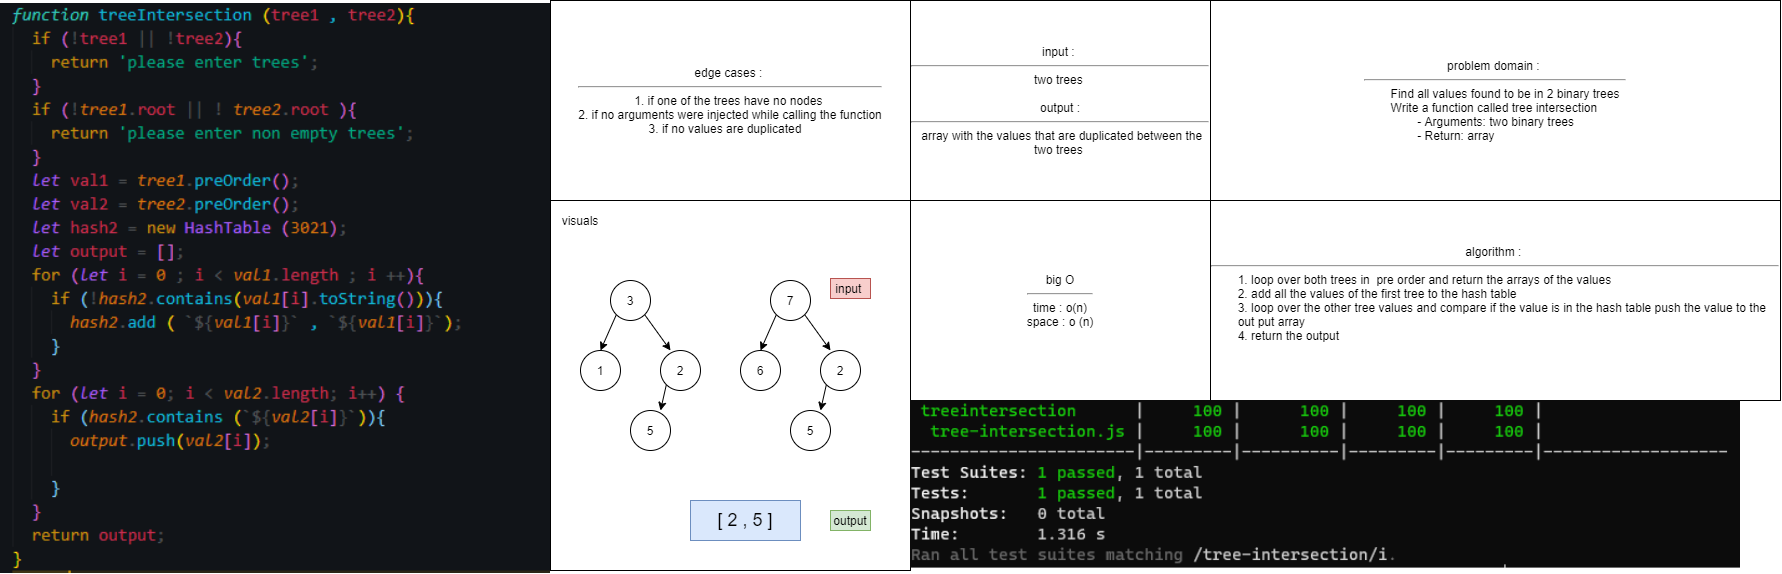 function treeIntersection (tree1 , tree2){
if (!tree1 || !tree2){
return 'please enter trees';
}
if (!tree1.root || ! tree2.root ){
return 'please enter non empty trees';
}
let val1 = tree1.preOrder();
let val2 = tree2.preOrder();
let hash2 = new HashTable (3021);
let output = [];
for (let i = 0 ; i < val1.length ; i ++){
if (!hash2.contains(val1[i].toString())){
hash2.add ( `${val1[i]}` , `${val1[i]}`);
}
}
for (let i = 0; i < val2.length; i++) {
if (hash2.contains (`${val2[i]}`)){
output.push(val2[i]);
}
}
return output;
}
edge cases :
1. if one of the trees have no nodes
2. if no arguments were injected while calling the function
3. if no values are duplicated
input :
two trees
output :
array with the values that are duplicated between the
two trees
problem domain :
Find all values found to be in 2 binary trees
Write a function called tree intersection
- Arguments: two binary trees
- Return: array
visuals
input
3
7
1
2
6
2
5
5
[ 2 , 5 ]
output
big O
time : o(n)
space : o (n)
algorithm :
1. loop over both trees in pre order and return the arrays of the values
2. add all the values of the first tree to the hash table
3. loop over the other tree values and compare if the value is in the hash table push the value to the
out put array
4. return the output
treeintersection | 100 | 100 | 100 | 100 |
tree-intersection.js | 100 | 100 | 100 | 100 |
----------------------|---------|----------|---------|---------|-------------------
Test Suites: 1 passed, 1 total
Tests: 1 passed, 1 total
Snapshots: 0 total
Time: 1.316 s
Ran all test suites matching /tree-intersection/i.